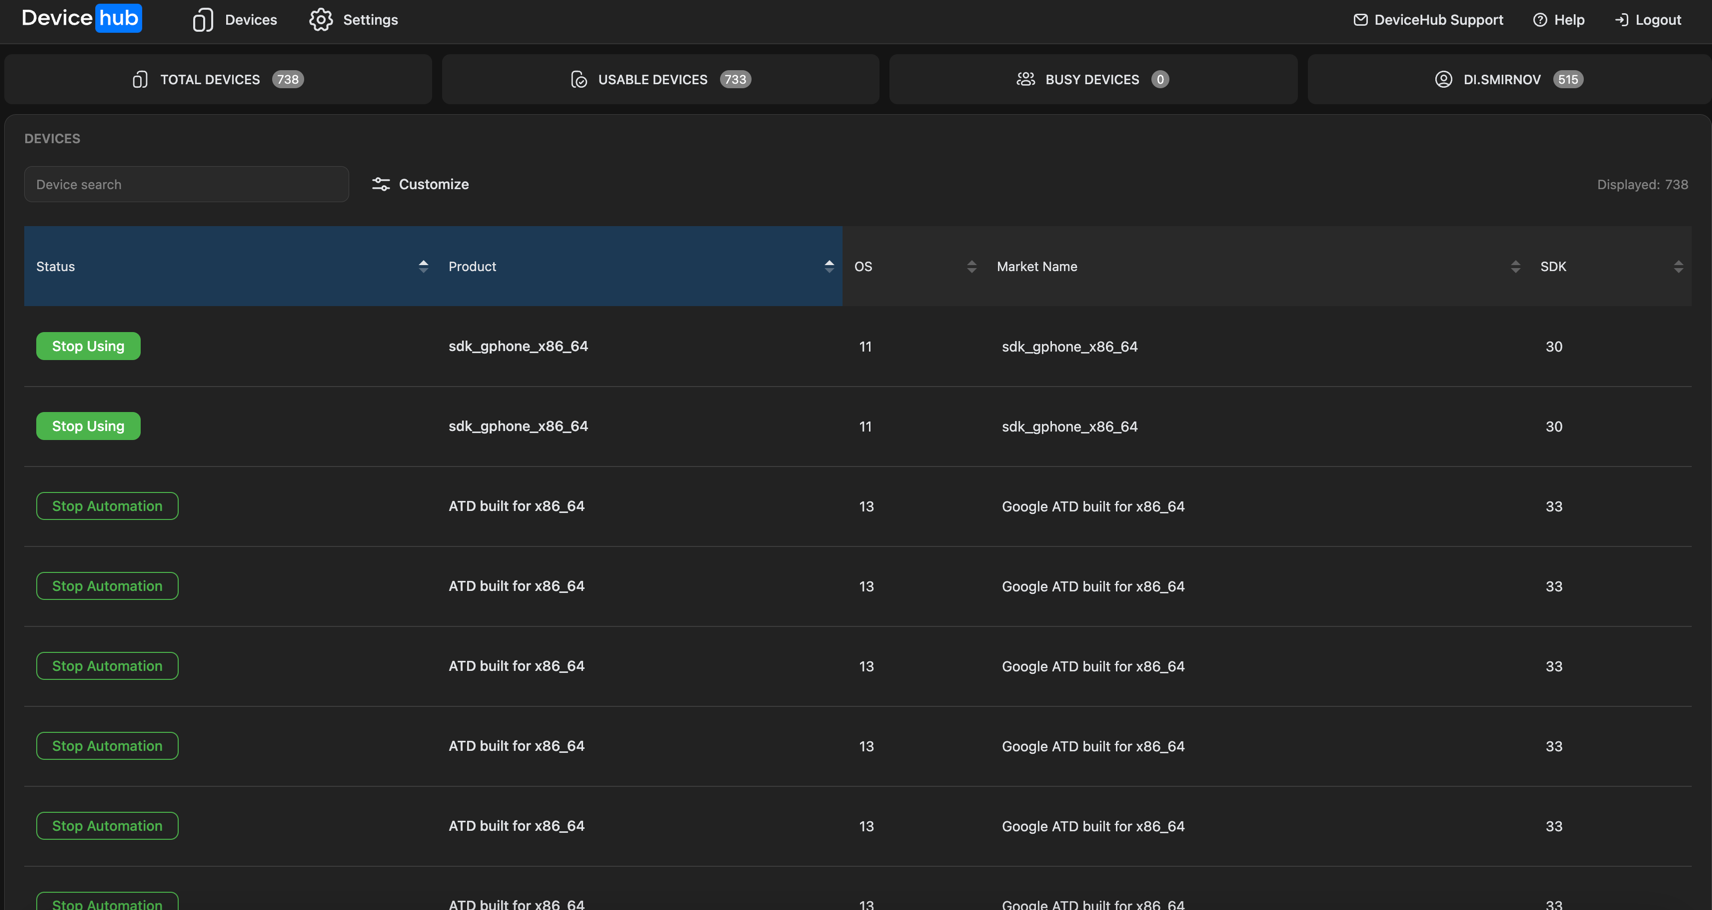 Device hub Devices Settings DeviceHub Support Help Logout
TOTAL DEVICES 738 USABLE DEVICES 733 BUSY DEVICES 0 DI.SMIRNOV 515
DEVICES
Device search Customize Displayed: 738
Status Product OS Market Name SDK
Stop Using sdk_gphone_x86_64 11 sdk_gphone_x86_64 30
Stop Using sdk_gphone_x86_64 11 sdk_gphone_x86_64 30
Stop Automation ATD built for x86_64 13 Google ATD built for x86_64 33
Stop Automation ATD built for x86_64 13 Google ATD built for x86_64 33
Stop Automation ATD built for x86_64 13 Google ATD built for x86_64 33
Stop Automation ATD built for x86_64 13 Google ATD built for x86_64 33
Stop Automation ATD built for x86_64 13 Google ATD built for x86_64 33
Stop Automation ATD built for x86_64 13 Google ATD built for x86_64 33